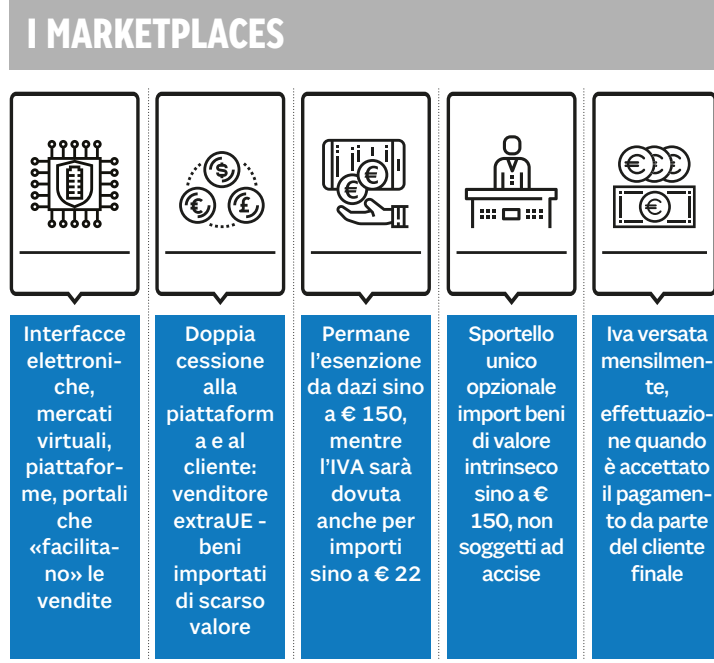 I MARKETPLACES
$
€
£
€
€
€
€
€
€
Interfacce
elettroni-
che,
mercati
virtuali,
piattafor-
me, portali
che
«facilita-
no» le
vendite
Doppia
cessione
alla
piattaform
a e al
cliente:
venditore
extraUE -
beni
importati
di scarso
valore
Permane
l’esenzione
da dazi sino
a € 150,
mentre
l’IVA sarà
dovuta
anche per
importi
sino a € 22
Sportello
unico
opzionale
import beni
di valore
intrinseco
sino a €
150, non
soggetti ad
accise
Iva versata
mensilmen-
te,
effettuazio-
ne quando
è accettato
il pagamen-
to da parte
del cliente
finale